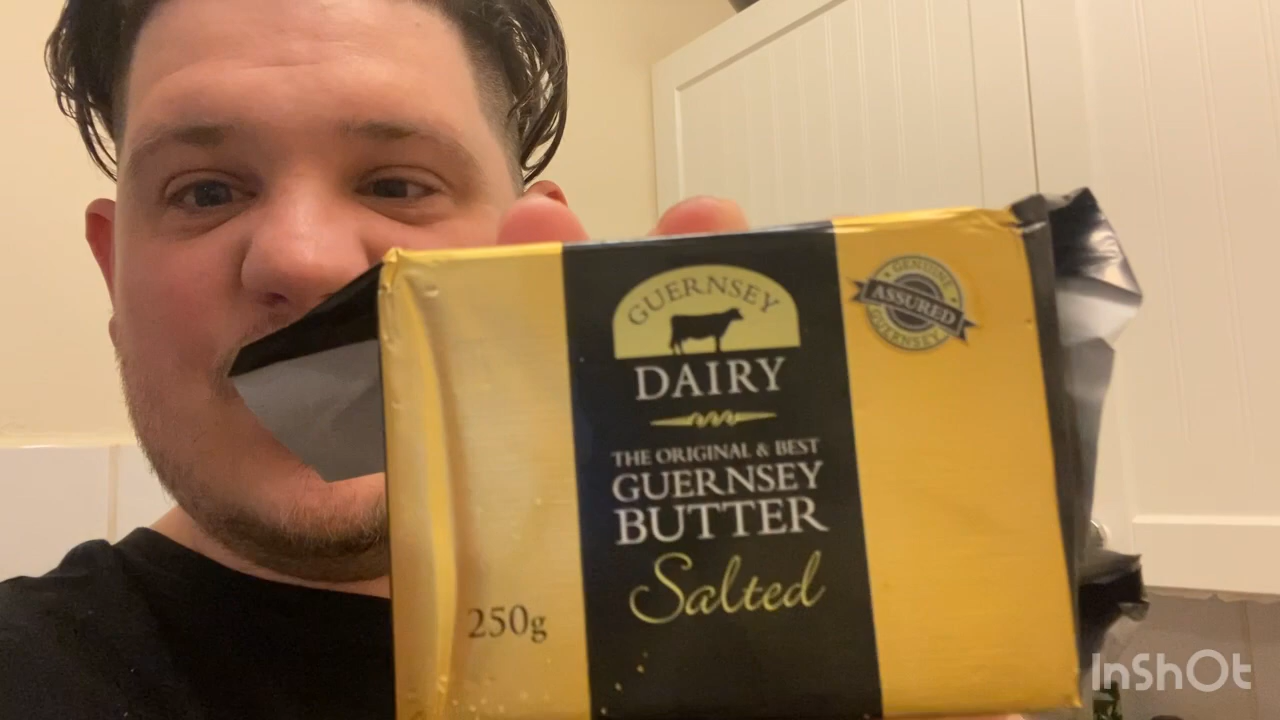 GUERNSEY
DAIRY
THE ORIGINAL & BEST
GUERNSEY
BUTTER
Salted
250g
GENUINE
ASSURED
GUERNSEY
InShOt